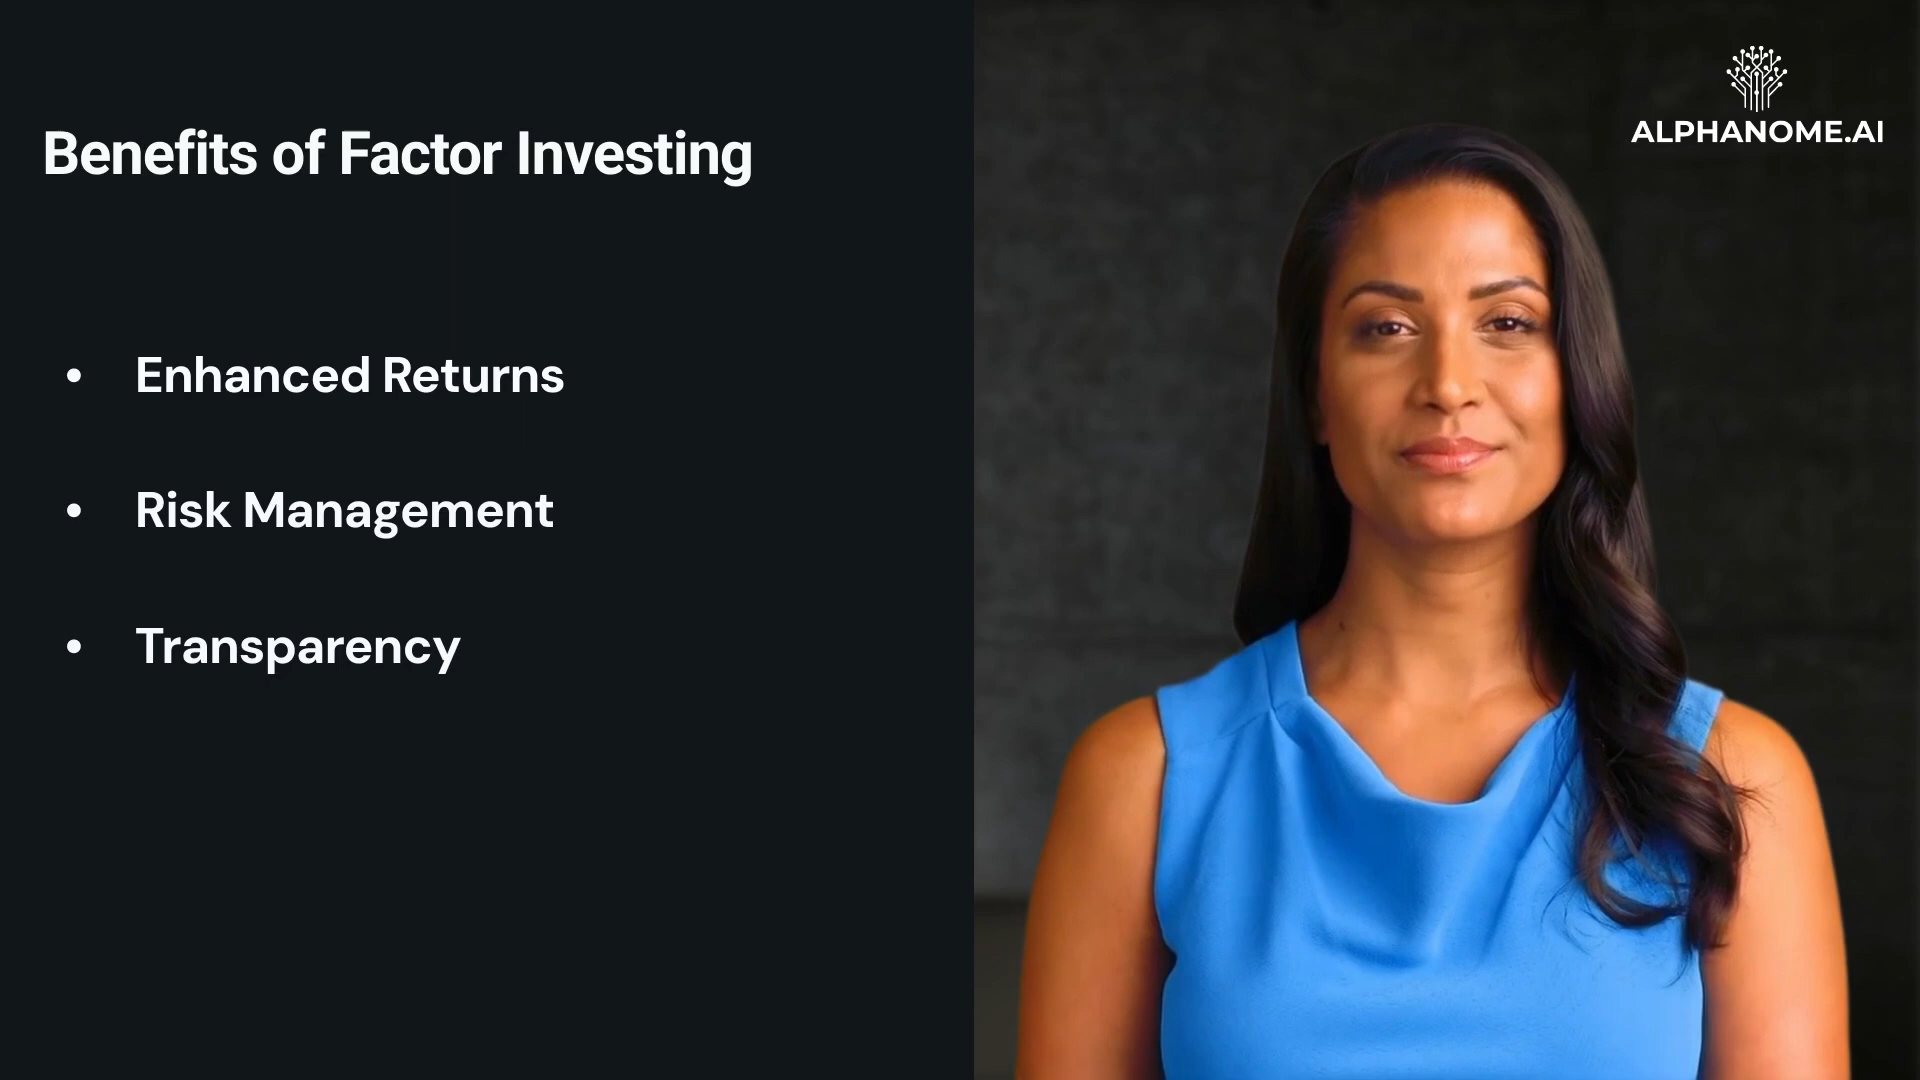 ALPHANOME.AI
Benefits of Factor Investing
• Enhanced Returns
• Risk Management
• Transparency